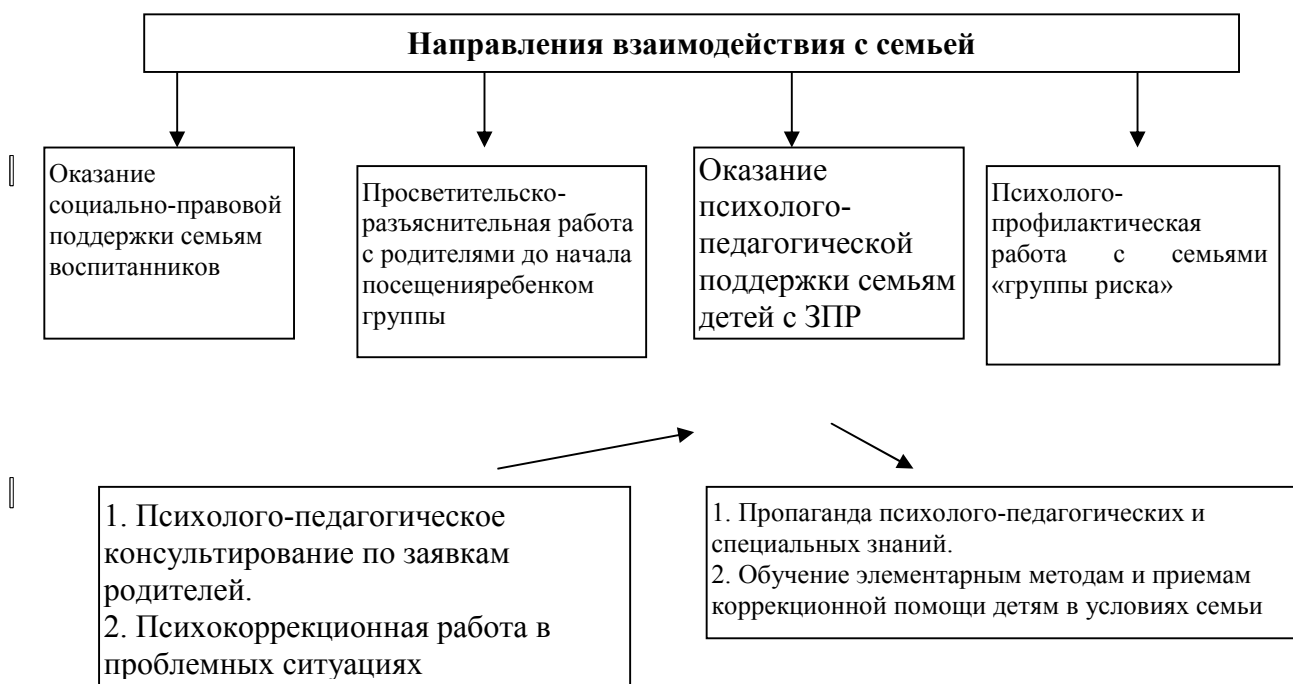 Направления взаимодействия с семьей
Оказание
социально-правовой
поддержки семьям
воспитанников
Просветительско-
разъяснительная работа
с родителями до начала
посещенияребенком
группы
Оказание
психолого-
педагогической
поддержки семьям
детей с ЗПР
Психолого-
профилактическая
работа с семьями
«группы риска»
1. Психолого-педагогическое
консультирование по заявкам
родителей.
2. Психокоррекционная работа в
проблемных ситуациях
1. Пропаганда психолого-педагогических и
специальных знаний.
2. Обучение элементарным методам и приемам
коррекционной помощи детям в условиях семьи